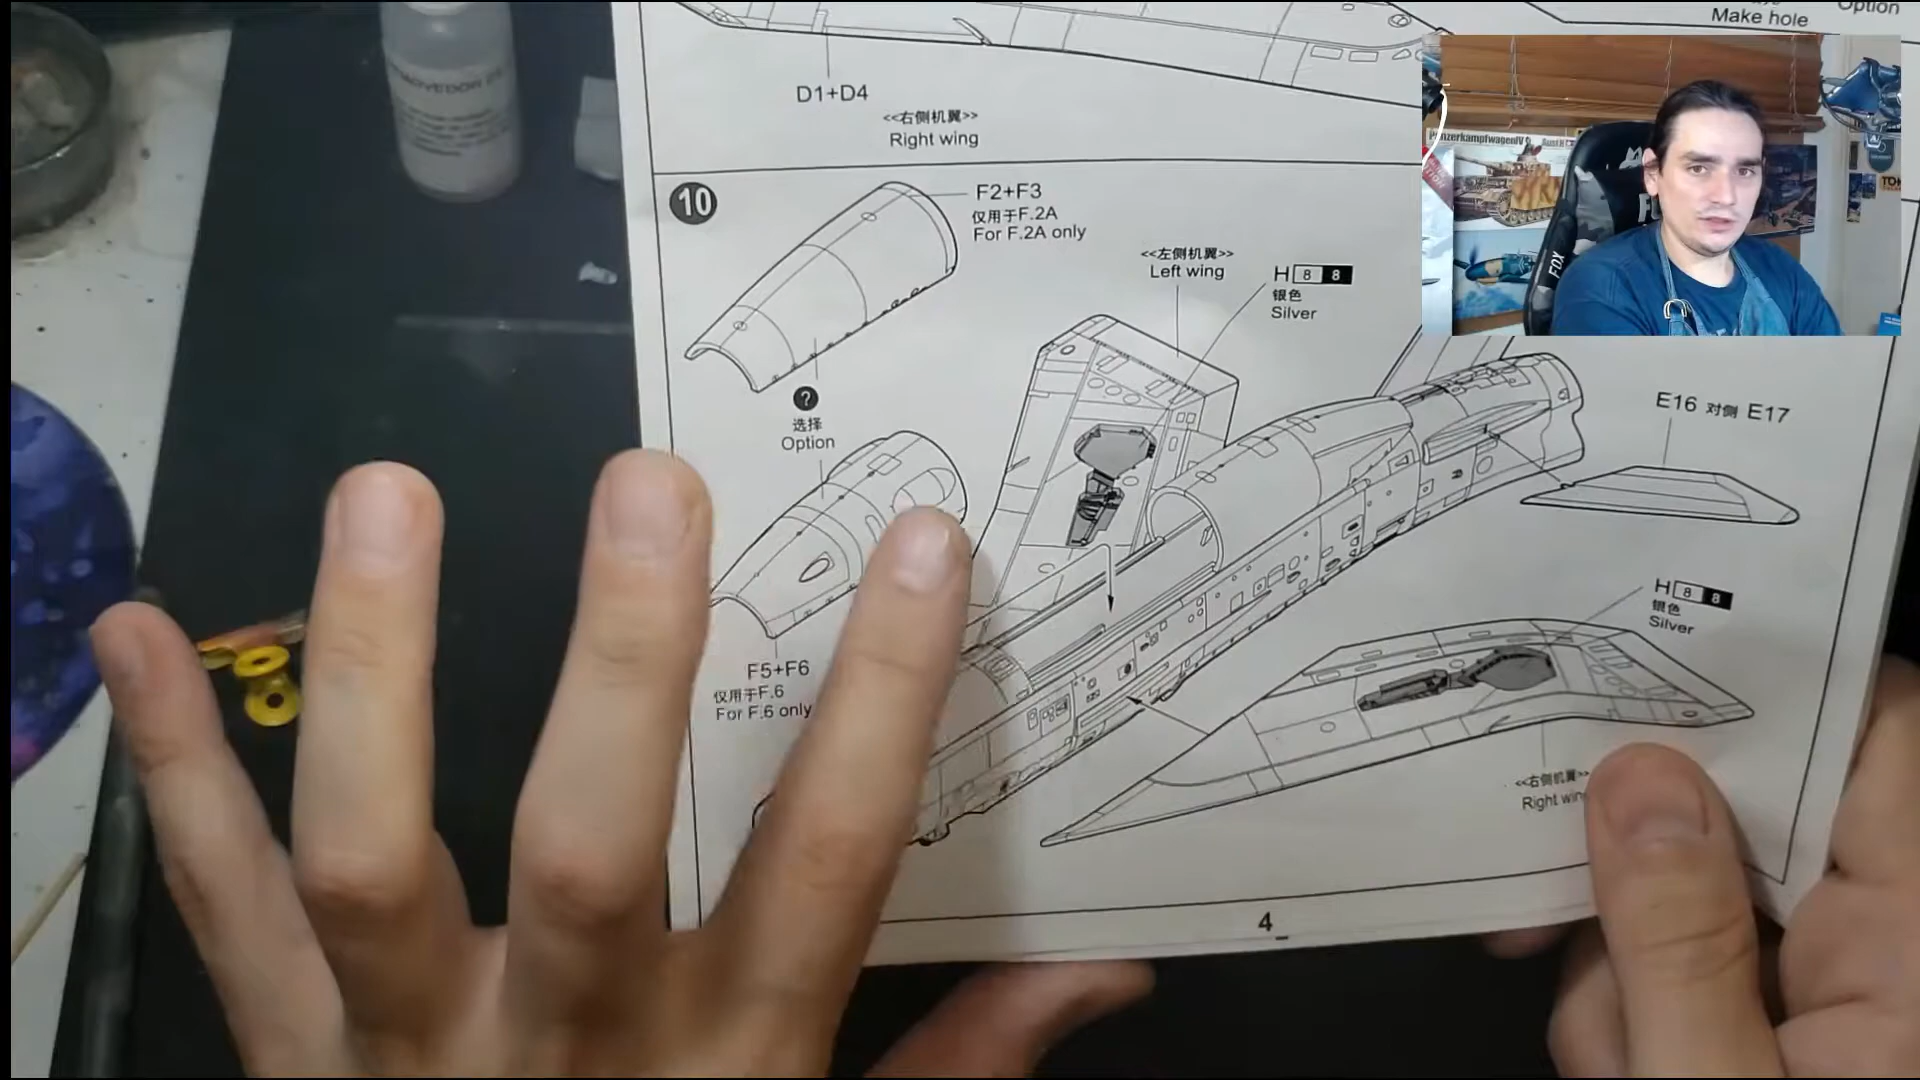 Make hole
Option
D1+D4
<<右侧机翼>>
Right wing
10
F2+F3
仅用于F.2A
For F.2A only
<<左侧机翼>>
Left wing
H 8 8
银色
Silver
?
选择
Option
E16 对侧 E17
F5+F6
仅用于F.6
For F.6 only
H 8 8
银色
Silver
<<右侧机翼>>
Right wing
4
FOX